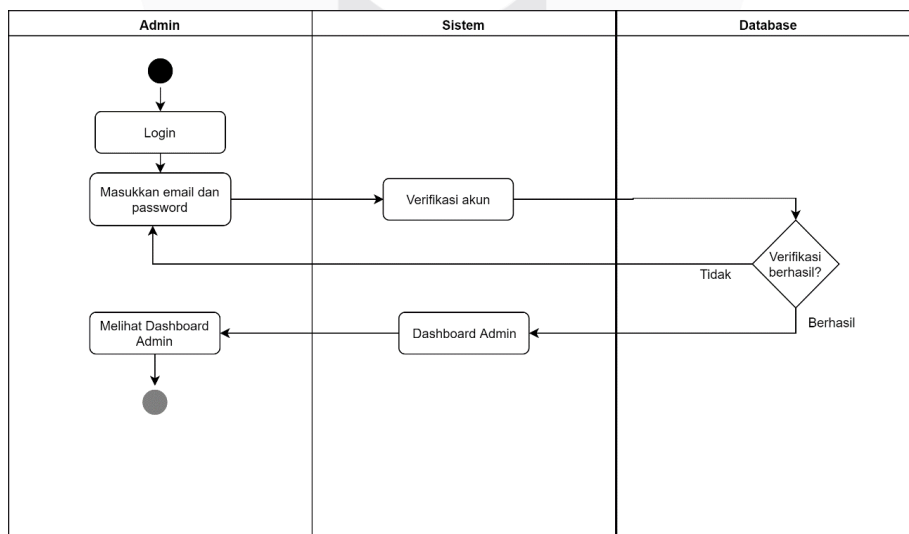 Admin
Sistem
Database
Login
Masukkan email dan
password
Verifikasi akun
Verifikasi
berhasil?
Tidak
Berhasil
Melihat Dashboard
Admin
Dashboard Admin